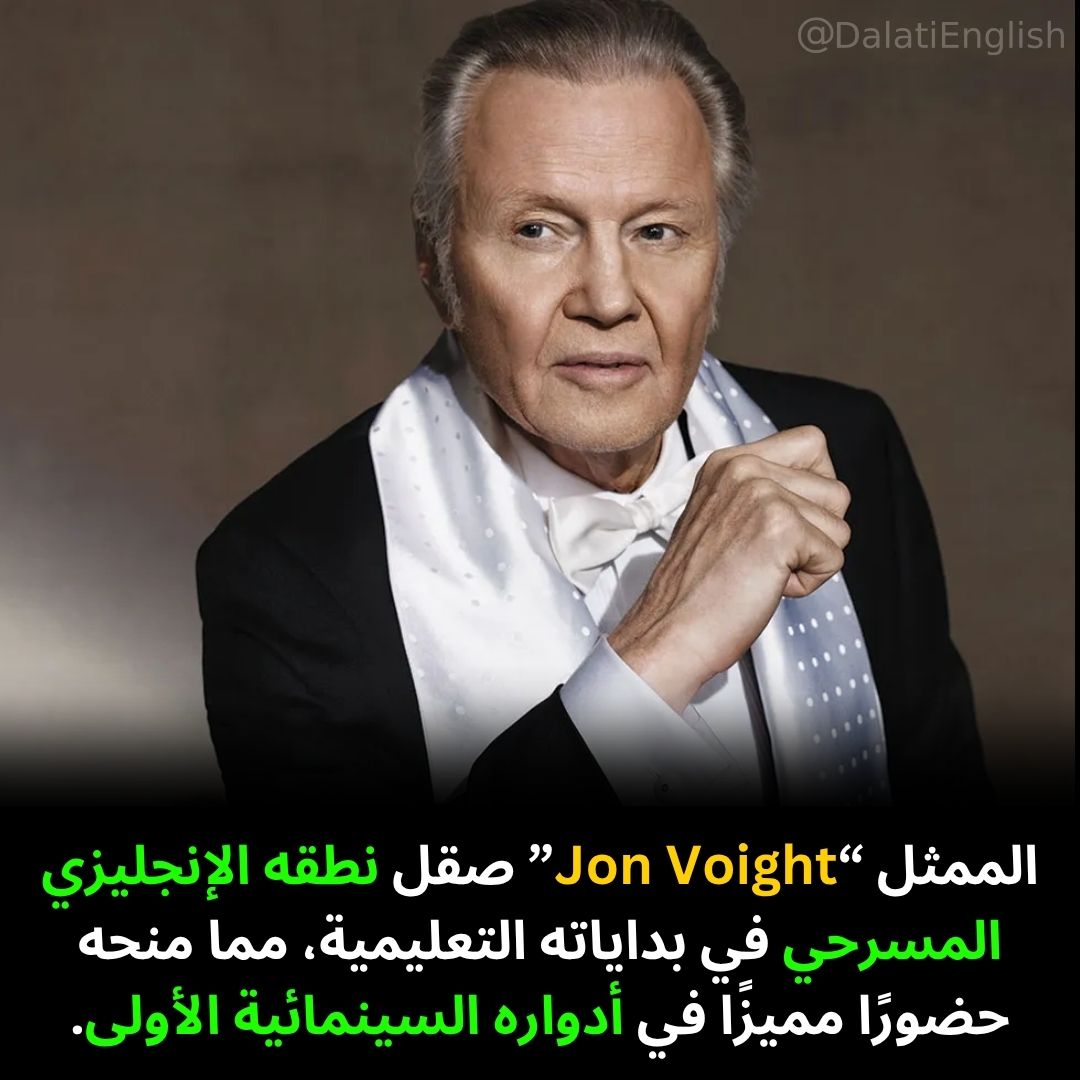 @DalatiEnglish
الممثل “Jon Voight” صقل نطقه الإنجليزي
المسرحي في بداياته التعليمية، مما منحه
حضورًا مميزًا في أدواره السينمائية الأولى.